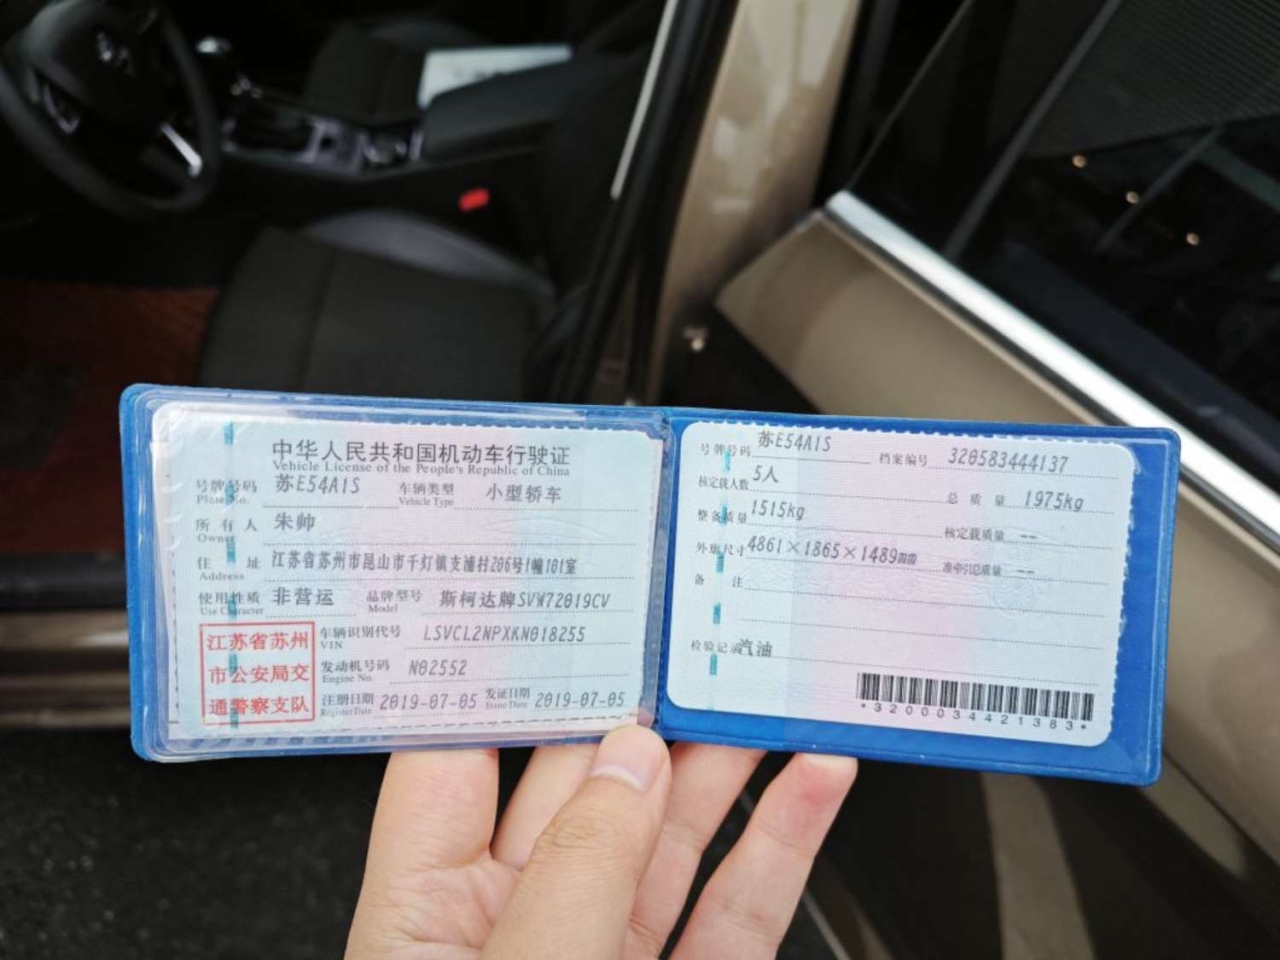 中华人民共和国机动车行驶证
Vehicle License of the People's Republic of China
号牌号码 苏E54A1S 车辆类型 小型轿车
Plate No. Vehicle Type
所有人 朱帅
Owner
住址 江苏省苏州市昆山市千灯镇支浦村206号1幢101室
Address
使用性质 非营运 品牌型号 斯柯达牌SVW72019CV
Use Character Model
江苏省苏州
市公安局交
通警察支队
车辆识别代号 LSVCL2NPXKN018255
VIN
发动机号码 N02552
Engine No.
注册日期 2019-07-05 发证日期 2019-07-05
Register Date Issue Date
号牌号码 苏E54A1S 档案编号 320583444137
核定载人数 5人 总质量 1975kg
整备质量 1515kg 核定载质量 --
外廓尺寸 4861×1865×1489 准牵引总质量 --
备注
检验记录 汽油
*3200034421383*